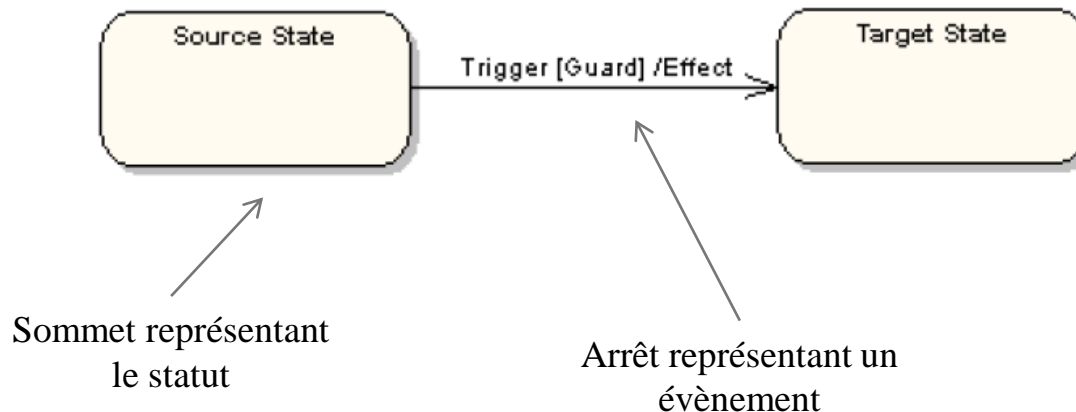 Source State
Trigger [Guard] /Effect
Target State
Sommet représentant
le statut
Arrêt représentant un
évènement